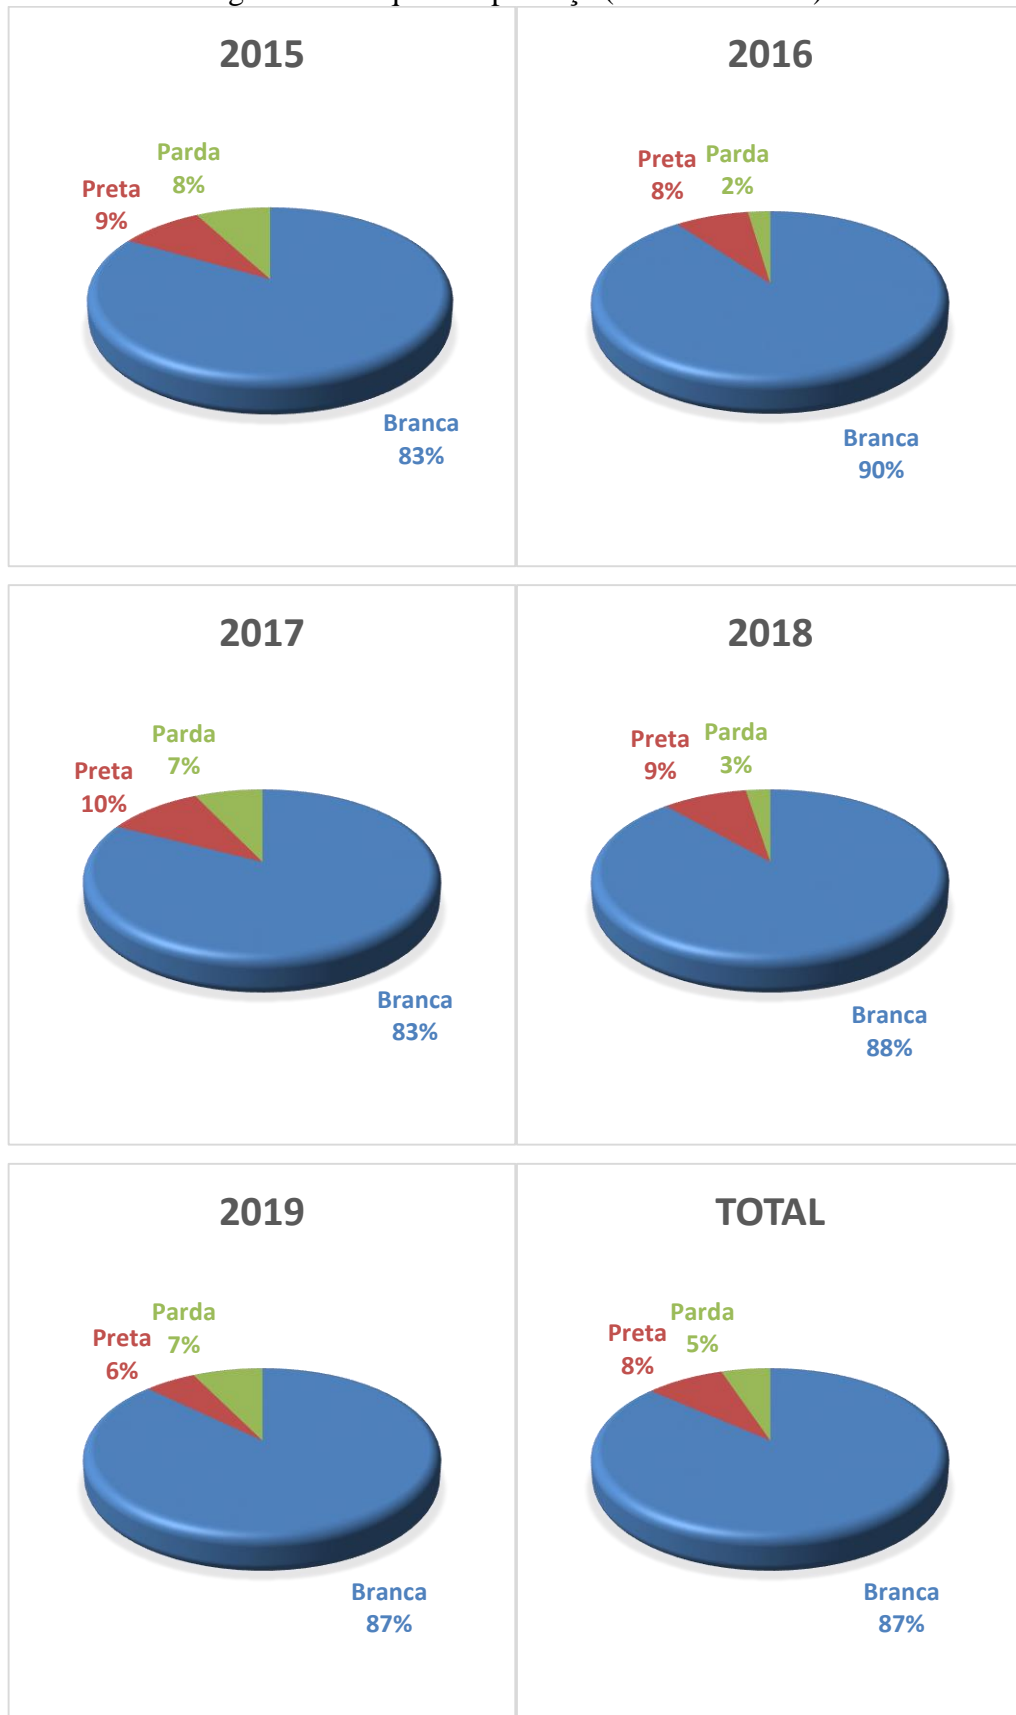 2015
Parda
8%
Preta
9%
Branca
83%
2016
Preta
8%
Parda
2%
Branca
90%
2017
Parda
7%
Preta
10%
Branca
83%
2018
Parda
3%
Preta
9%
Branca
88%
2019
Parda
7%
Preta
6%
Branca
87%
TOTAL
Parda
5%
Preta
8%
Branca
87%